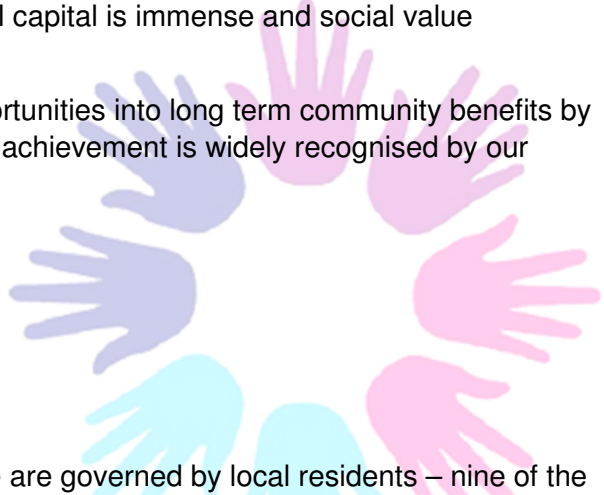 capital is immense and social value
into long term community benefits by
achievement is widely recognised by our
are governed by local residents – nine of the